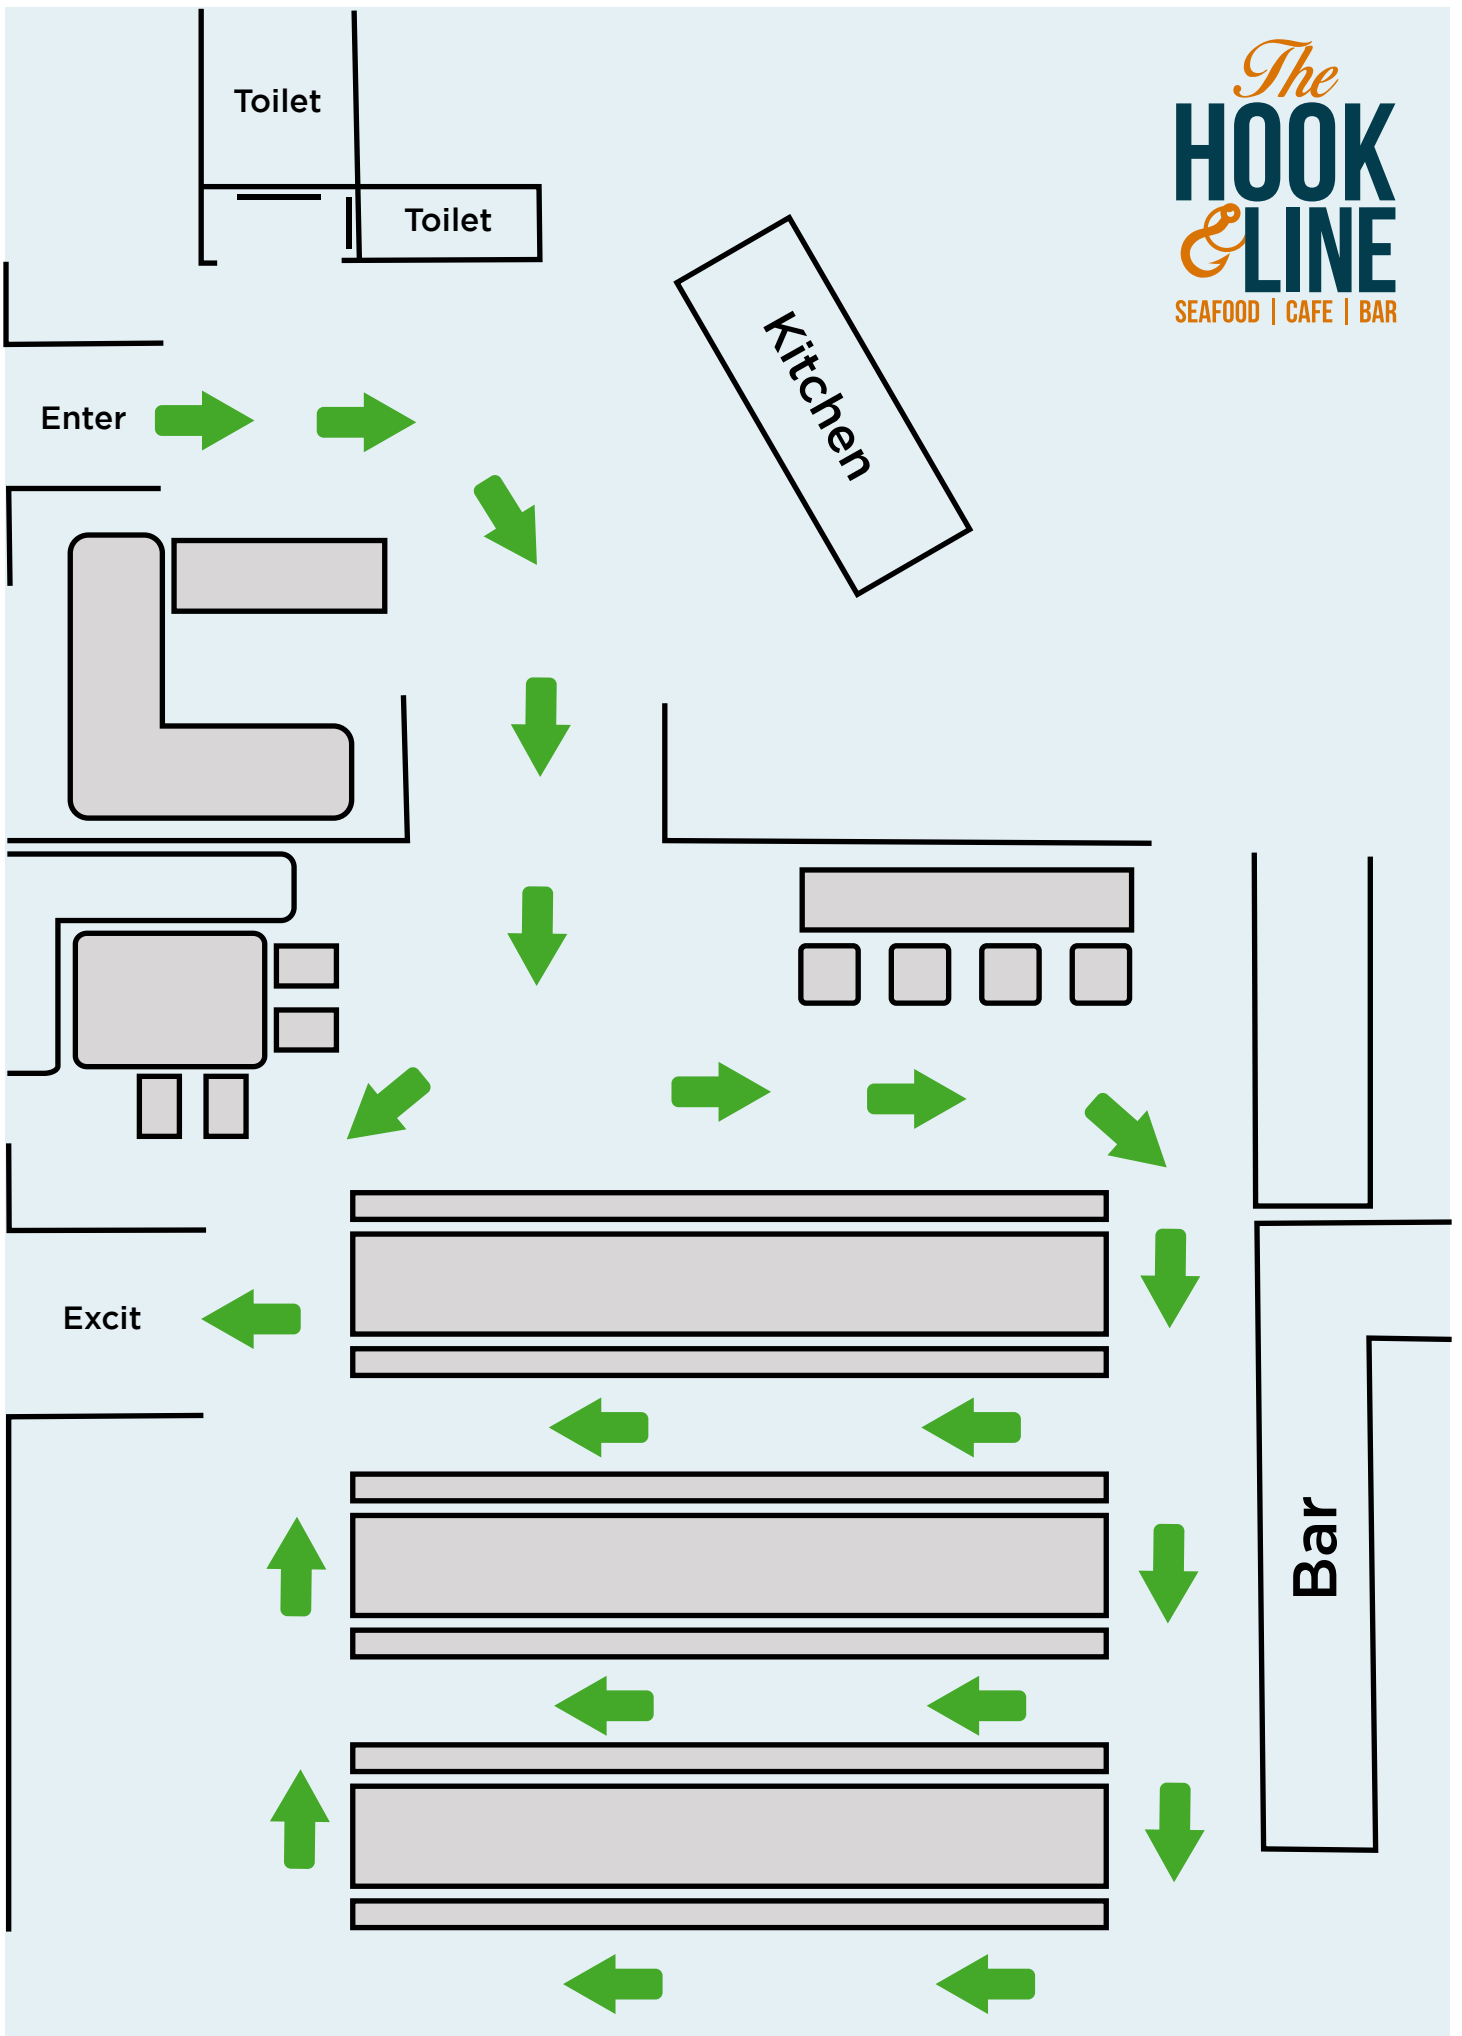 The
HOOK
& LINE
SEAFOOD | CAFE | BAR
Toilet
Toilet
Kitchen
Enter
Excit
Bar